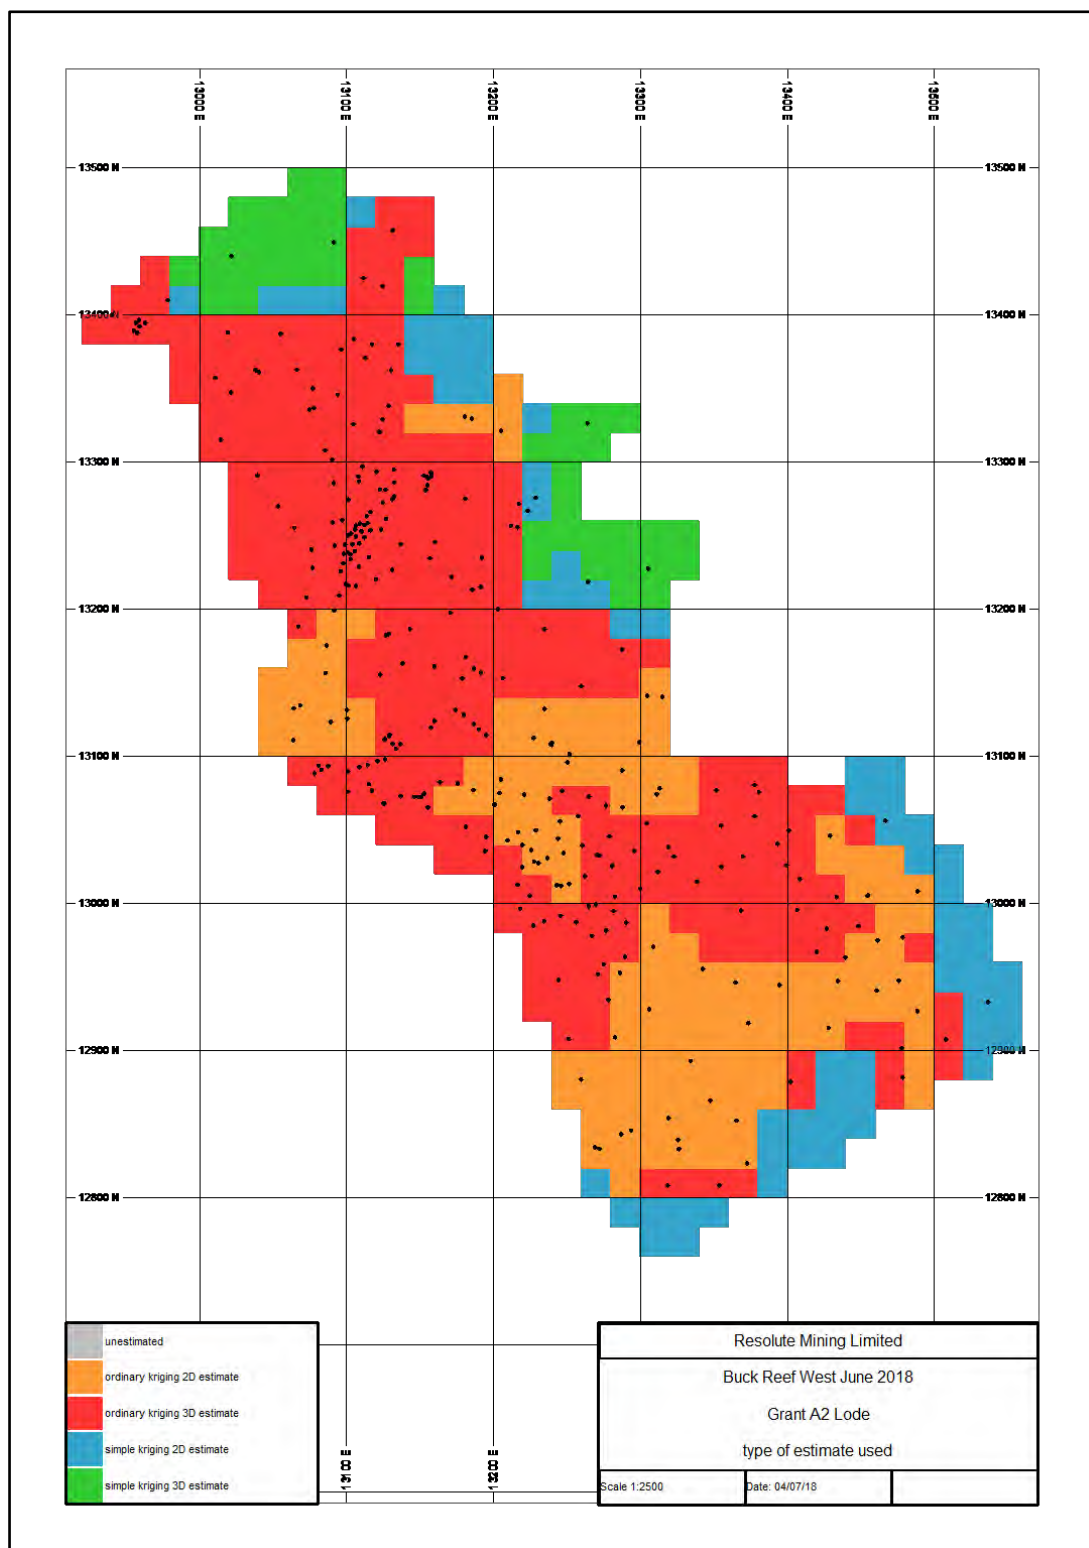 13000 E
13100 E
13200 E
13300 E
13400 E
13500 E
13500 N 13500 N
13400 N 13400 N
13300 N 13300 N
13200 N 13200 N
13100 N 13100 N
13000 N 13000 N
12900 N 12900 N
12800 N 12800 N
unestimated
ordinary kriging 2D estimate
ordinary kriging 3D estimate
simple kriging 2D estimate
simple kriging 3D estimate
13100 E
13200 E
Resolute Mining Limited
Buck Reef West June 2018
Grant A2 Lode
type of estimate used
Scale 1:2500
Date: 04/07/18